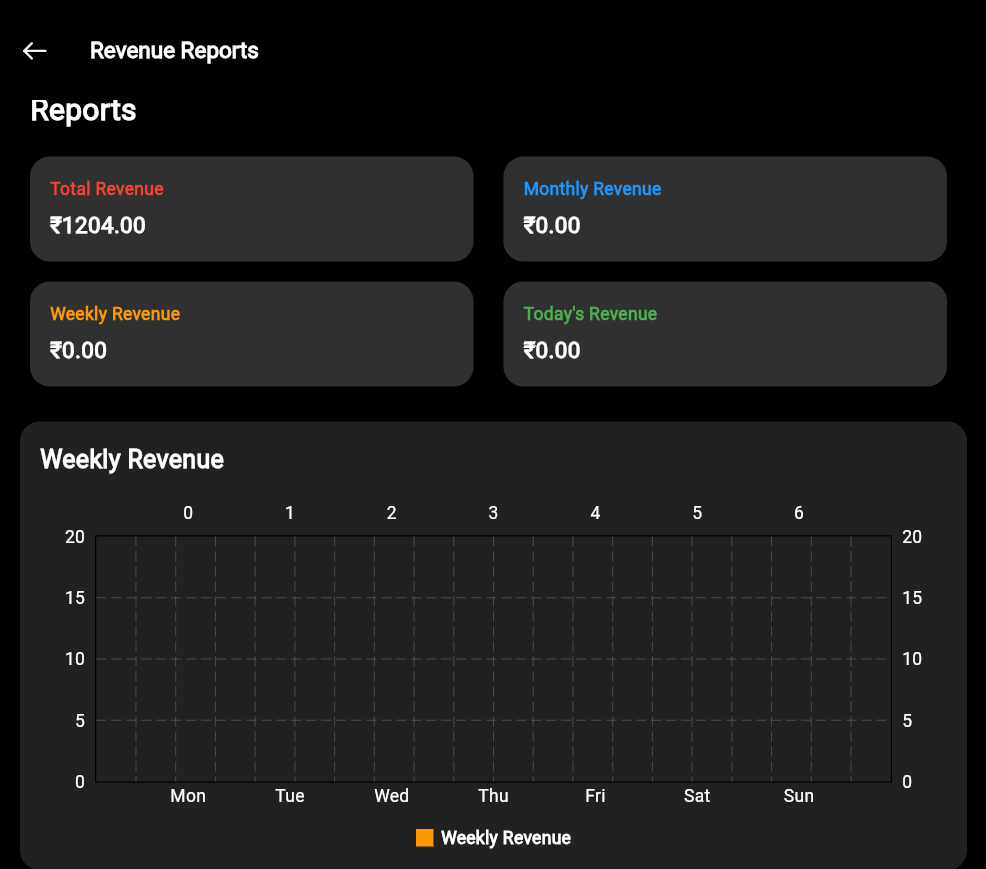 Revenue Reports
Reports
Total Revenue
₹1204.00
Monthly Revenue
₹0.00
Weekly Revenue
₹0.00
Today's Revenue
₹0.00
Weekly Revenue
0 1 2 3 4 5 6
20 20
15 15
10 10
5 5
0 0
Mon Tue Wed Thu Fri Sat Sun
Weekly Revenue